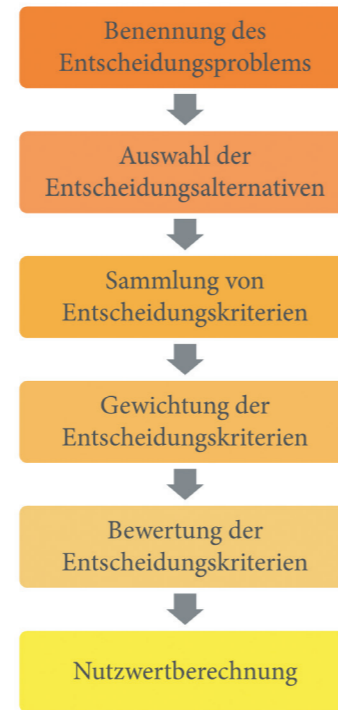 Benennung des
Entscheidungsproblems
Auswahl der
Entscheidungsalternativen
Sammlung von
Entscheidungskriterien
Gewichtung der
Entscheidungskriterien
Bewertung der
Entscheidungskriterien
Nutzwertberechnung